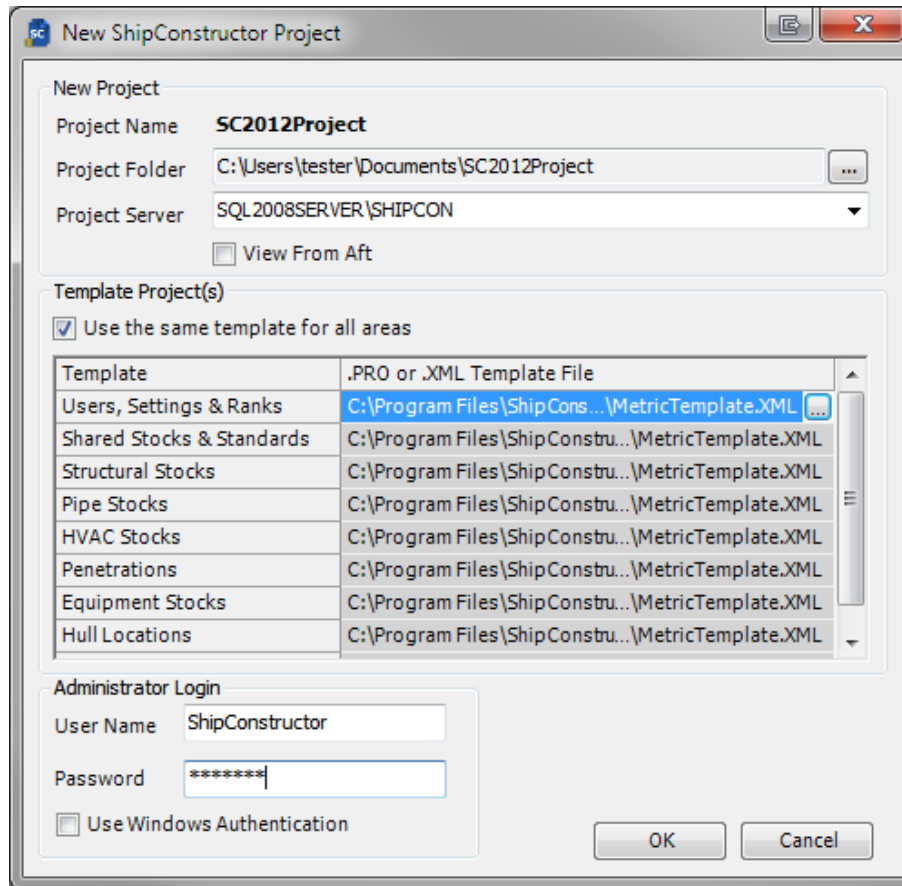 SC New ShipConstructor Project
New Project
Project Name SC2012Project
Project Folder C:\Users\tester\Documents\SC2012Project ...
Project Server SQL2008SERVER\SHIPCON
View From Aft
Template Project(s)
Use the same template for all areas
Template .PRO or .XML Template File
Users, Settings & Ranks C:\Program Files\ShipCons...\MetricTemplate.XML ...
Shared Stocks & Standards C:\Program Files\ShipConstru...\MetricTemplate.XML
Structural Stocks C:\Program Files\ShipConstru...\MetricTemplate.XML
Pipe Stocks C:\Program Files\ShipConstru...\MetricTemplate.XML
HVAC Stocks C:\Program Files\ShipConstru...\MetricTemplate.XML
Penetrations C:\Program Files\ShipConstru...\MetricTemplate.XML
Equipment Stocks C:\Program Files\ShipConstru...\MetricTemplate.XML
Hull Locations C:\Program Files\ShipConstru...\MetricTemplate.XML
Administrator Login
User Name ShipConstructor
Password *******
Use Windows Authentication
OK Cancel